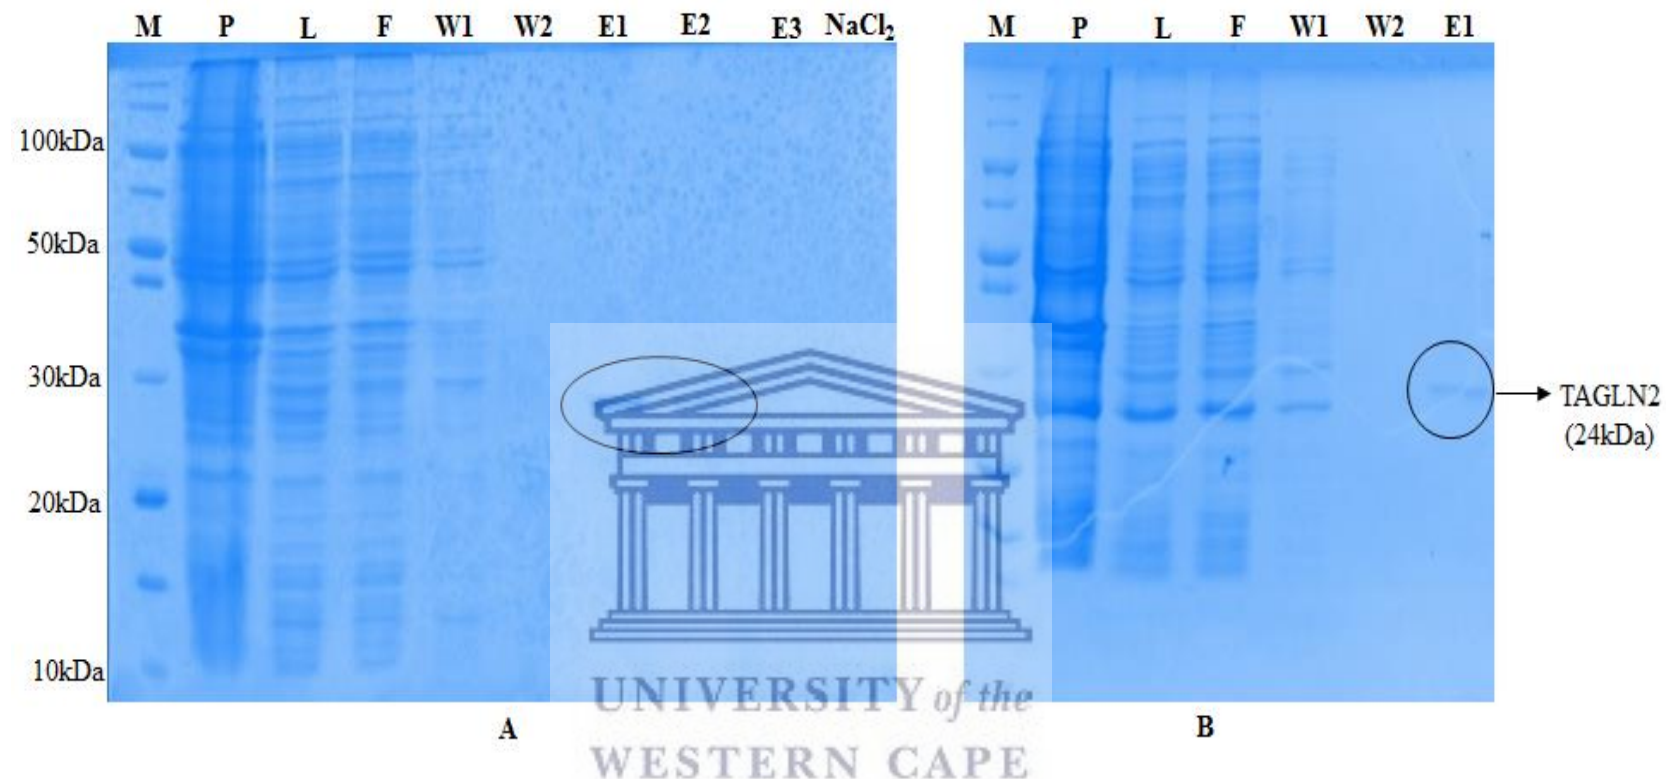 M P L F W1 W2 E1 E2 E3 NaCl₂
M P L F W1 W2 E1
100kDa
50kDa
30kDa
20kDa
10kDa
TAGLN2
(24kDa)
A
B
UNIVERSITY of the
WESTERN CAPE